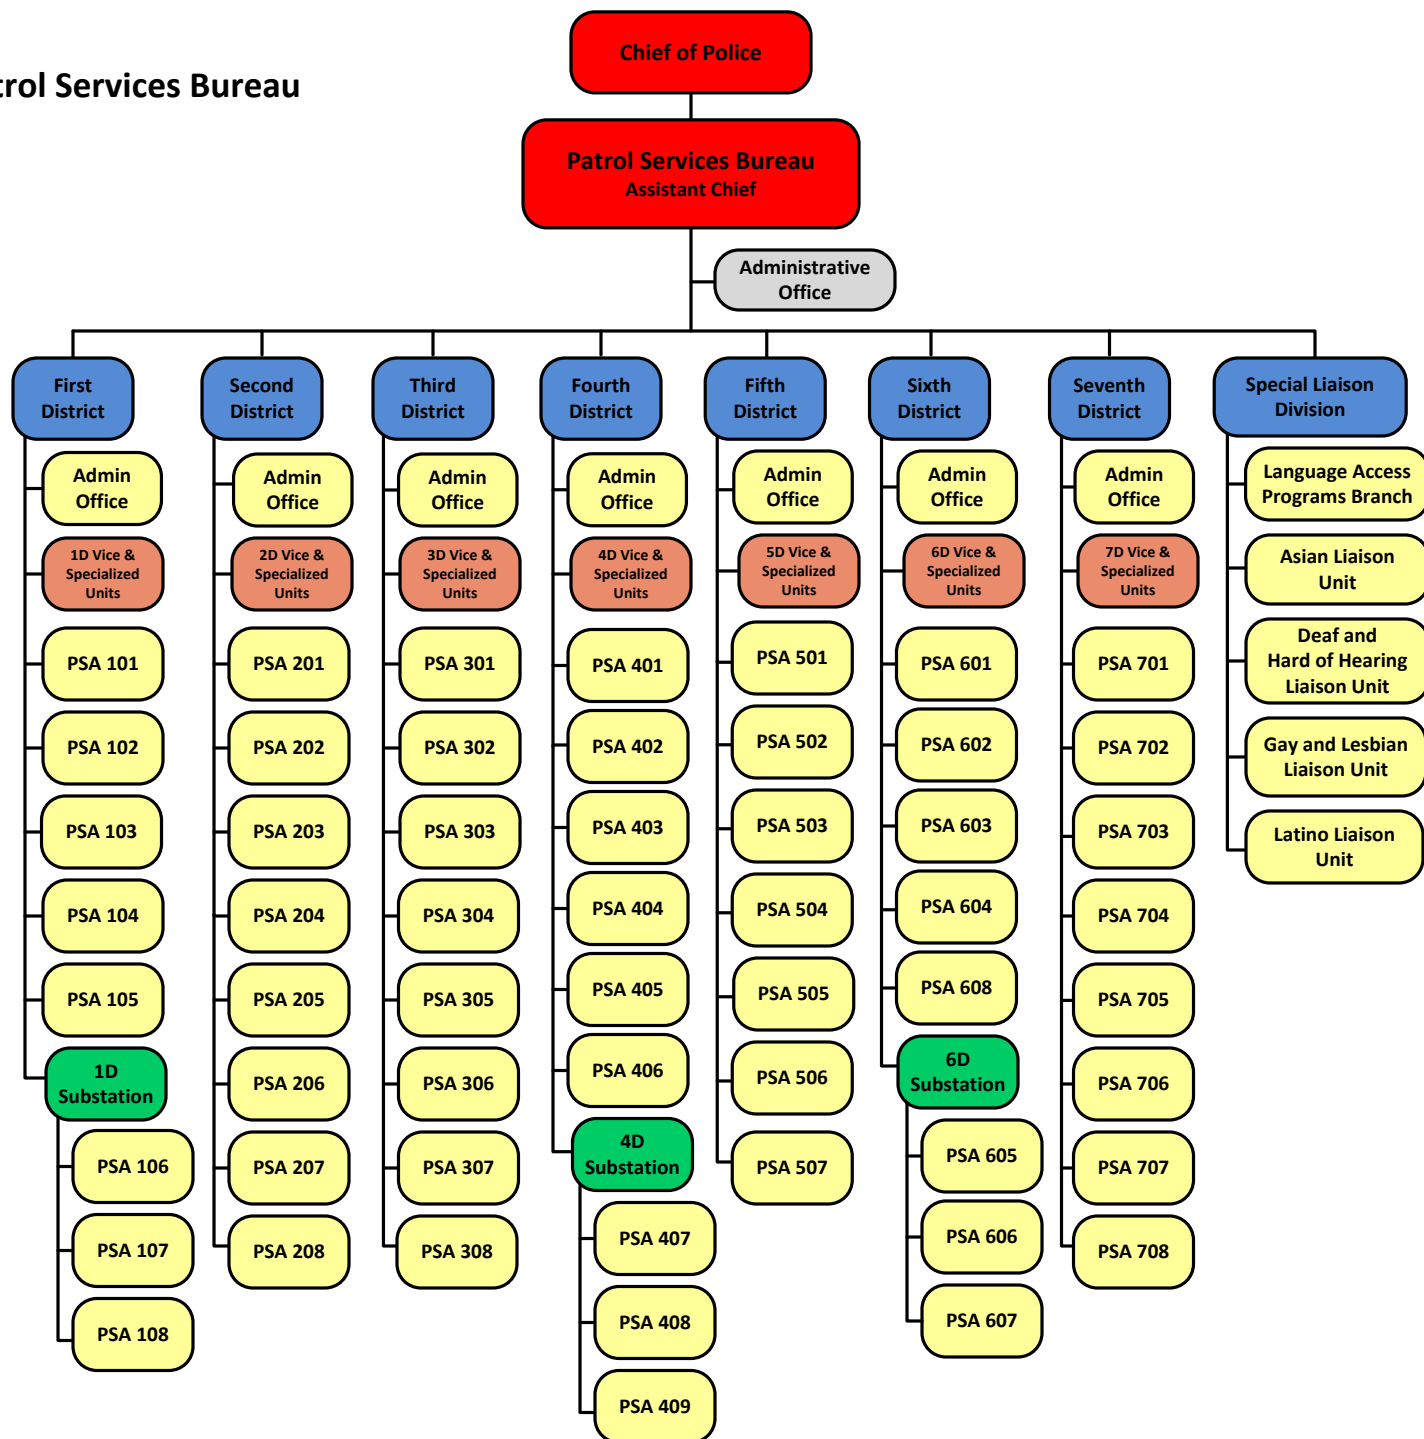 Chief of Police
trol Services Bureau
Patrol Services Bureau
Assistant Chief
Administrative
Office
First
District
Admin
Office
1D Vice &
Specialized
Units
PSA 101
PSA 102
PSA 103
PSA 104
PSA 105
1D
Substation
PSA 106
PSA 107
PSA 108
Second
District
Admin
Office
2D Vice &
Specialized
Units
PSA 201
PSA 202
PSA 203
PSA 204
PSA 205
PSA 206
PSA 207
PSA 208
Third
District
Admin
Office
3D Vice &
Specialized
Units
PSA 301
PSA 302
PSA 303
PSA 304
PSA 305
PSA 306
PSA 307
PSA 308
Fourth
District
Admin
Office
4D Vice &
Specialized
Units
PSA 401
PSA 402
PSA 403
PSA 404
PSA 405
PSA 406
4D
Substation
PSA 407
PSA 408
PSA 409
Fifth
District
Admin
Office
5D Vice &
Specialized
Units
PSA 501
PSA 502
PSA 503
PSA 504
PSA 505
PSA 506
PSA 507
Sixth
District
Admin
Office
6D Vice &
Specialized
Units
PSA 601
PSA 602
PSA 603
PSA 604
PSA 608
6D
Substation
PSA 605
PSA 606
PSA 607
Seventh
District
Admin
Office
7D Vice &
Specialized
Units
PSA 701
PSA 702
PSA 703
PSA 704
PSA 705
PSA 706
PSA 707
PSA 708
Special Liaison
Division
Language Access
Programs Branch
Asian Liaison
Unit
Deaf and
Hard of Hearing
Liaison Unit
Gay and Lesbian
Liaison Unit
Latino Liaison
Unit